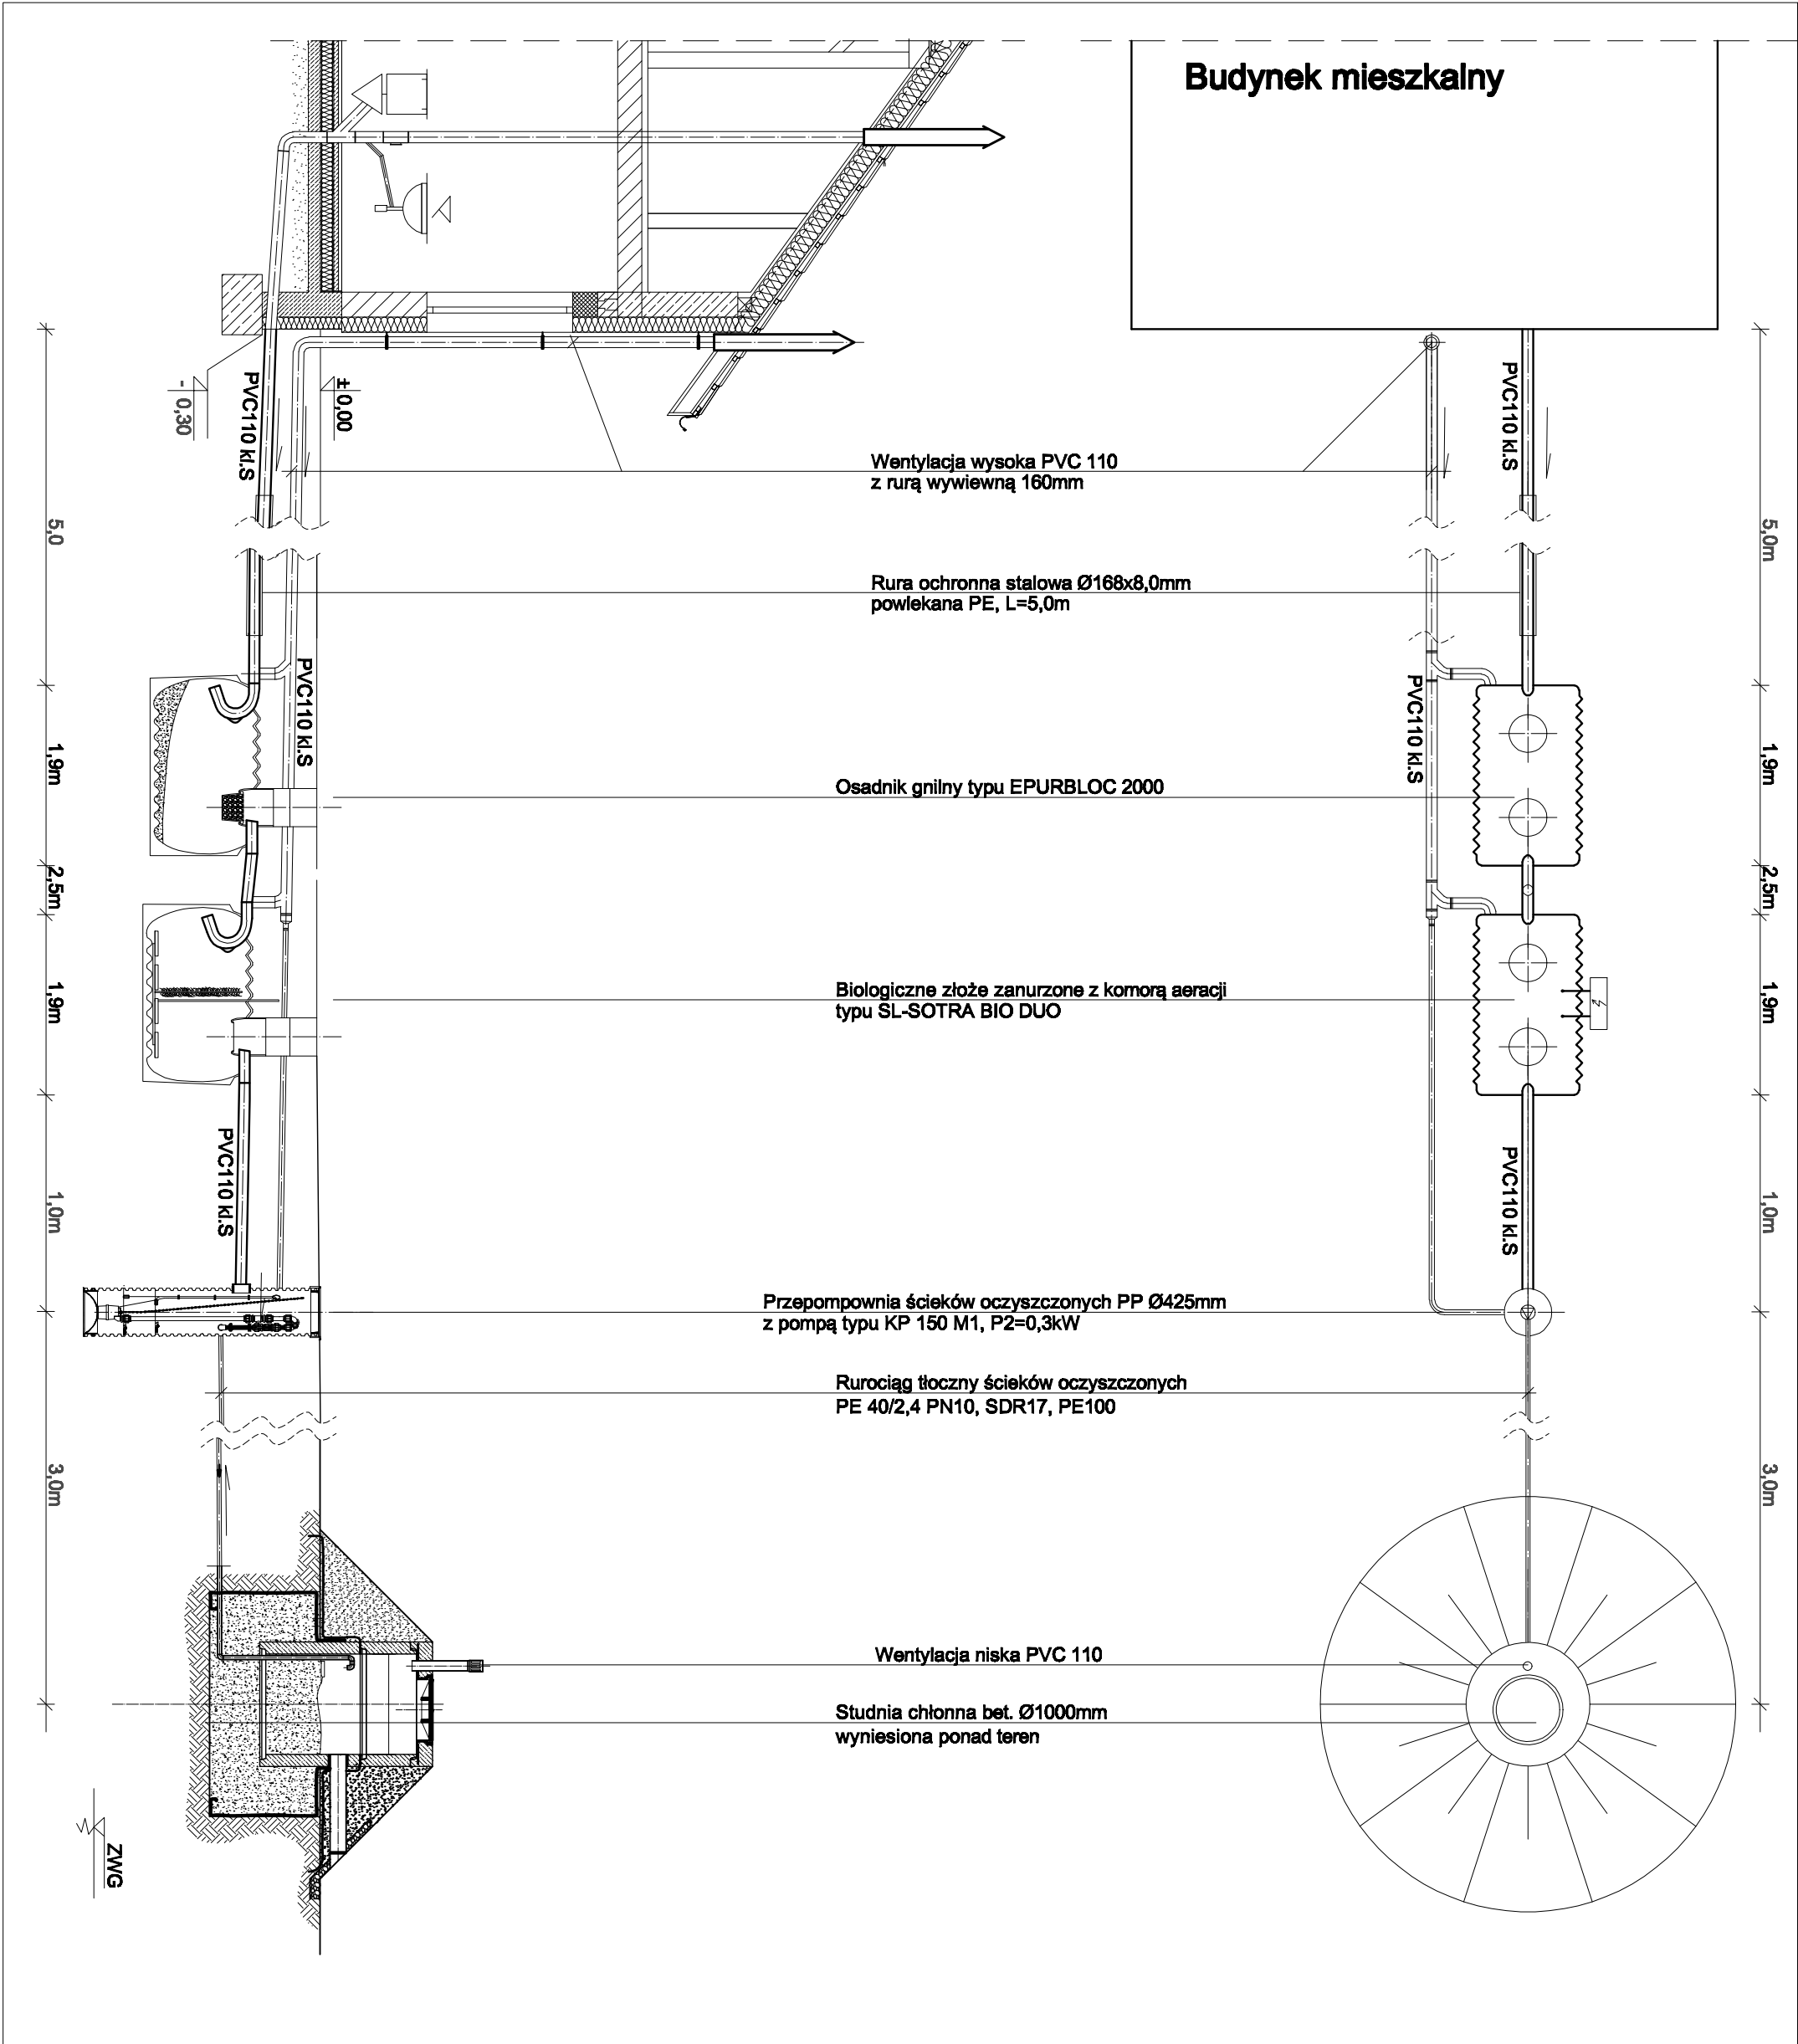 Budynek mieszkalny
± 0,00
- 0,30
PVC110 kl.S
PVC110 kl.S
Wentylacja wysoka PVC 110
z rurą wywiewną 160mm
5,0
5,0m
Rura ochronna stalowa Ø168x8,0mm
powlekana PE, L=5,0m
PVC110 kl.S
PVC110 kl.S
1,9m
1,9m
Osadnik gnilny typu EPURBLOC 2000
2,5m
2,5m
Biologiczne złoże zanurzone z komorą aeracji
typu SL-SOTRA BIO DUO
1,9m
1,9m
PVC110 kl.S
PVC110 kl.S
1,0m
1,0m
Przepompownia ścieków oczyszczonych PP Ø425mm
z pompą typu KP 150 M1, P2=0,3kW
Rurociąg tłoczny ścieków oczyszczonych
PE 40/2,4 PN10, SDR17, PE100
3,0m
3,0m
Wentylacja niska PVC 110
Studnia chłonna bet. Ø1000mm
wyniesiona ponad teren
ZWG